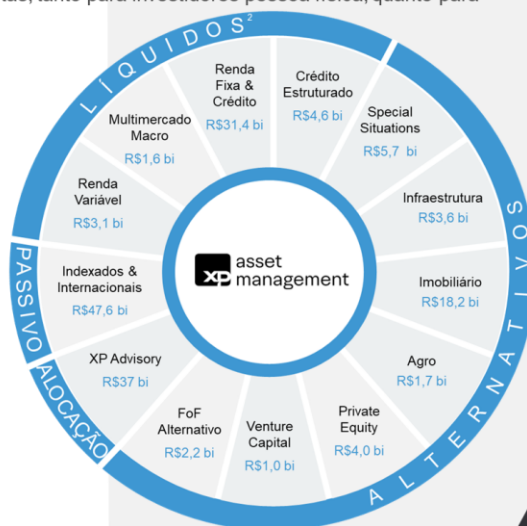 tas, tanto para investidores pessoa física, quanto para
LÍQUIDOS²
Renda
Fixa &
Crédito
R$31,4 bi
Crédito
Estruturado
R$4,6 bi
Special
Situations
R$5,7 bi
Infraestrutura
R$3,6 bi
Imobiliário
R$18,2 bi
Agro
R$1,7 bi
Private
Equity
R$4,0 bi
Venture
Capital
R$1,0 bi
FoF
Alternativo
R$2,2 bi
XP Advisory
R$37 bi
Indexados &
Internacionais
R$47,6 bi
Renda
Variável
R$3,1 bi
Multimercado
Macro
R$1,6 bi
ALTERNATIVOS
ALOCAÇÃO
PASSIVO
xp asset
management